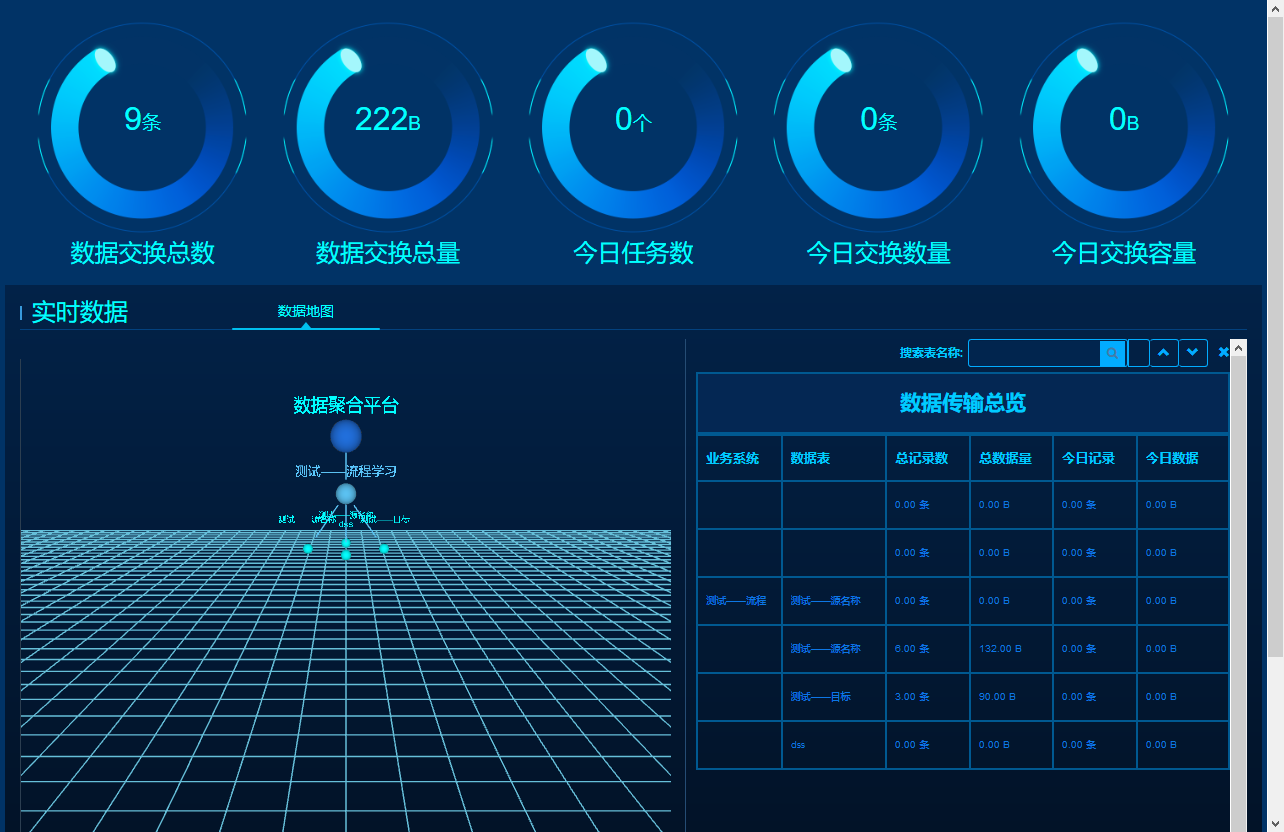 9条
222B
0个
0条
0B
数据交换总数
数据交换总量
今日任务数
今日交换数量
今日交换容量
实时数据
数据地图
搜索表名称:
数据聚合平台
测试——流程学习
dss
测试——目标
数据传输总览
业务系统 数据表 总记录数 总数据量 今日记录 今日数据
0.00 条 0.00 B 0.00 条 0.00 B
0.00 条 0.00 B 0.00 条 0.00 B
测试——流程 测试——源名称 0.00 条 0.00 B 0.00 条 0.00 B
测试——源名称 6.00 条 132.00 B 0.00 条 0.00 B
测试——目标 3.00 条 90.00 B 0.00 条 0.00 B
dss 0.00 条 0.00 B 0.00 条 0.00 B